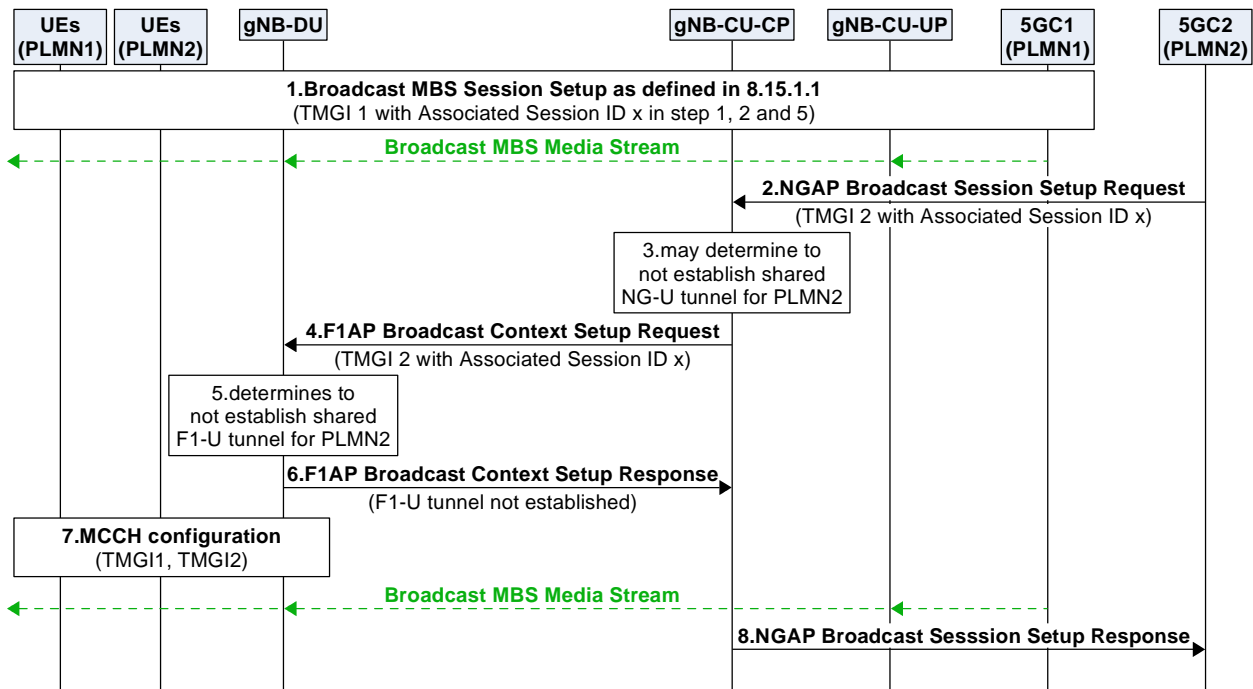 UEs
(PLMN1)
UEs
(PLMN2)
gNB-DU
gNB-CU-CP
gNB-CU-UP
5GC1
(PLMN1)
5GC2
(PLMN2)
1.Broadcast MBS Session Setup as defined in 8.15.1.1
(TMGI 1 with Associated Session ID x in step 1, 2 and 5)
Broadcast MBS Media Stream
2.NGAP Broadcast Session Setup Request
(TMGI 2 with Associated Session ID x)
3.may determine to
not establish shared
NG-U tunnel for PLMN2
4.F1AP Broadcast Context Setup Request
(TMGI 2 with Associated Session ID x)
5.determines to
not establish shared
F1-U tunnel for PLMN2
6.F1AP Broadcast Context Setup Response
(F1-U tunnel not established)
7.MCCH configuration
(TMGI1, TMGI2)
Broadcast MBS Media Stream
8.NGAP Broadcast Sesssion Setup Response